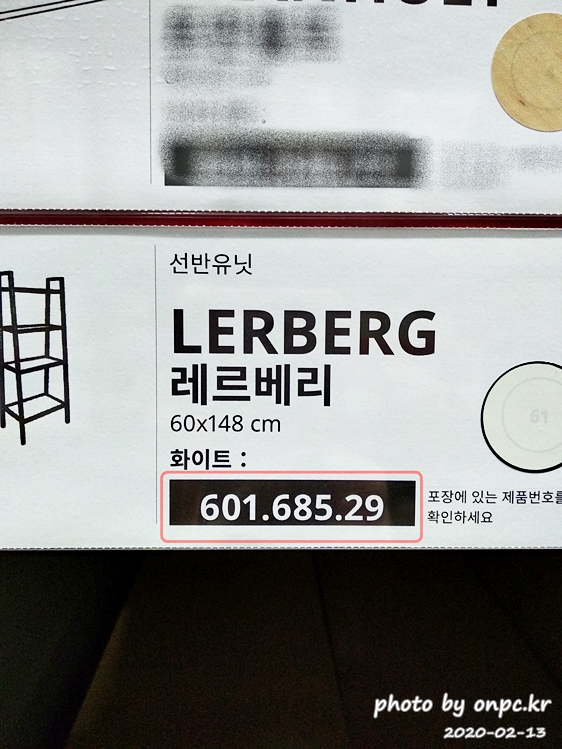 선반유닛
LERBERG
레르베리
60x148 cm
화이트 :
61
601.685.29
포장에 있는 제품번호를
확인하세요
photo by onpc.kr
2020-02-13